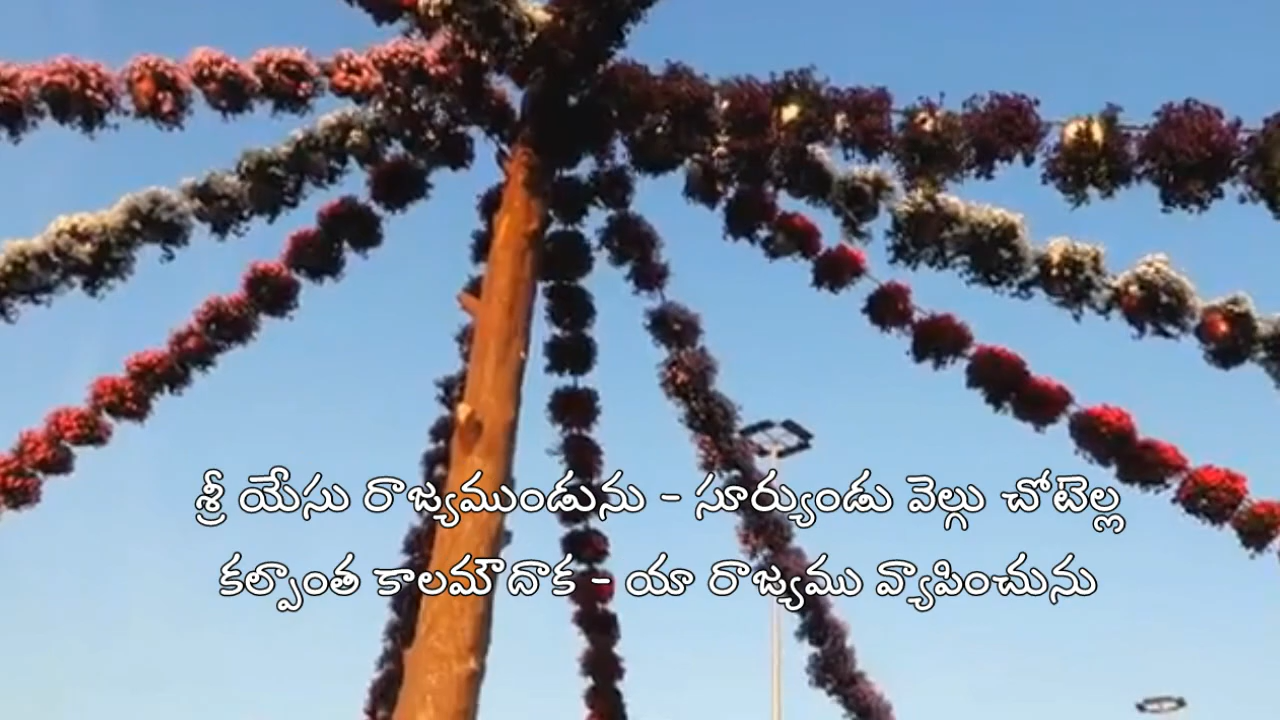 శ్రీ యేసు రాజ్యముండును - సూర్యుండు వెల్గు చోటెల్ల
కల్పాంత కాలమౌదాక - యా రాజ్యము వ్యాపించును